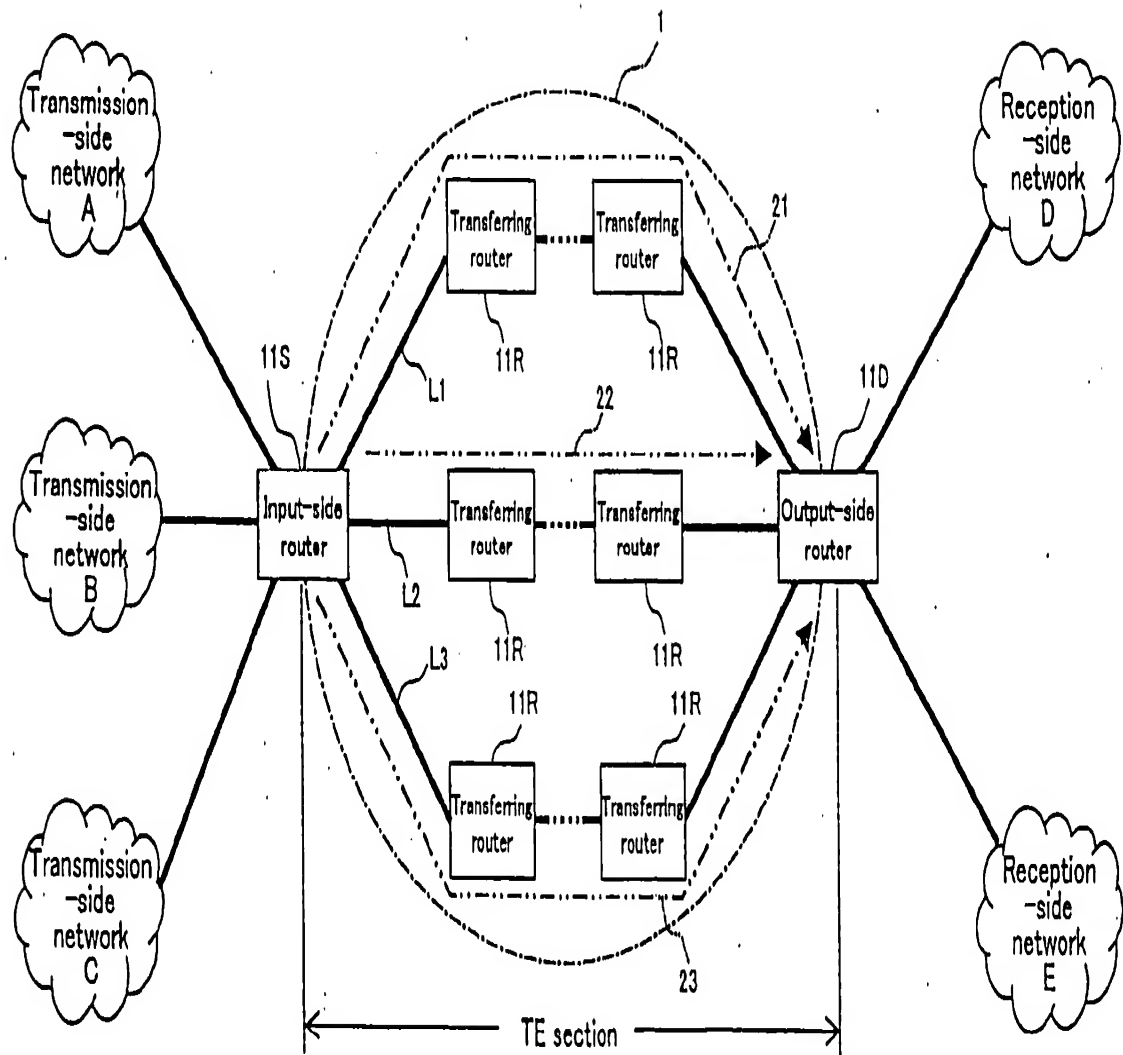 1
Transmission
-side
network
A
Reception
-side
network
D
Transferring
router
Transferring
router
21
11R
11R
11S
L1
22
11D
Transmission
-side
network
B
Input-side
router
Transferring
router
Transferring
router
Output-side
router
L2
11R
11R
L3
11R
11R
Transferring
router
Transferring
router
Transmission
-side
network
C
Reception
-side
network
E
23
TE section